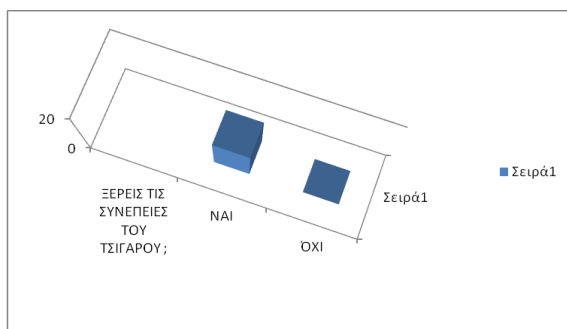 20
0
ΞΕΡΕΙΣ ΤΙΣ
ΣΥΝΕΠΕΙΕΣ
ΤΟΥ
ΤΣΙΓΑΡΟΥ ;
ΝΑΙ
ΌΧΙ
Σειρά1
Σειρά1